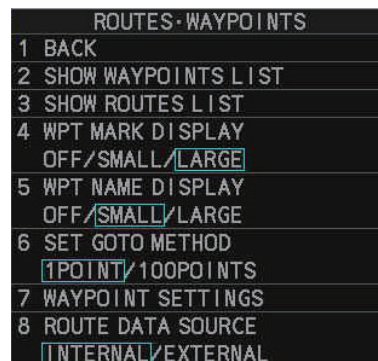 ROUTES·WAYPOINTS
1 BACK
2 SHOW WAYPOINTS LIST
3 SHOW ROUTES LIST
4 WPT MARK DISPLAY
OFF/SMALL/LARGE
5 WPT NAME DISPLAY
OFF/SMALL/LARGE
6 SET GOTO METHOD
1POINT/100POINTS
7 WAYPOINT SETTINGS
8 ROUTE DATA SOURCE
INTERNAL/EXTERNAL